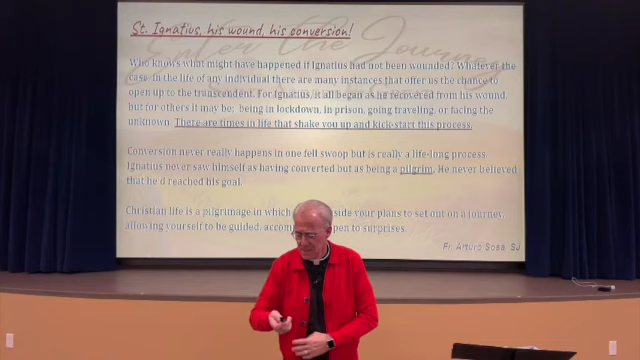 St. Ignatius, his wound, his conversion!
Enter the Journey
Who knows what might have happened if Ignatius had not been wounded? Whatever the
case, in the life of any individual there are many instances that offer us the chance to
open up to the transcendent. For Ignatius, it all began as he recovered from his wound,
but for others it may be; being in lockdown, in prison, going traveling, or facing the
unknown. There are times in life that shake you up and kick-start this process.
Conversion never really happens in one fell swoop but is really a life-long process.
Ignatius never saw himself as having converted but as being a pilgrim. He never believed
that he'd reached his goal.
Christian life is a pilgrimage in which side your plans to set out on a journey,
allowing yourself to be guided, open to surprises.
Fr. Arturo Sosa, SJ